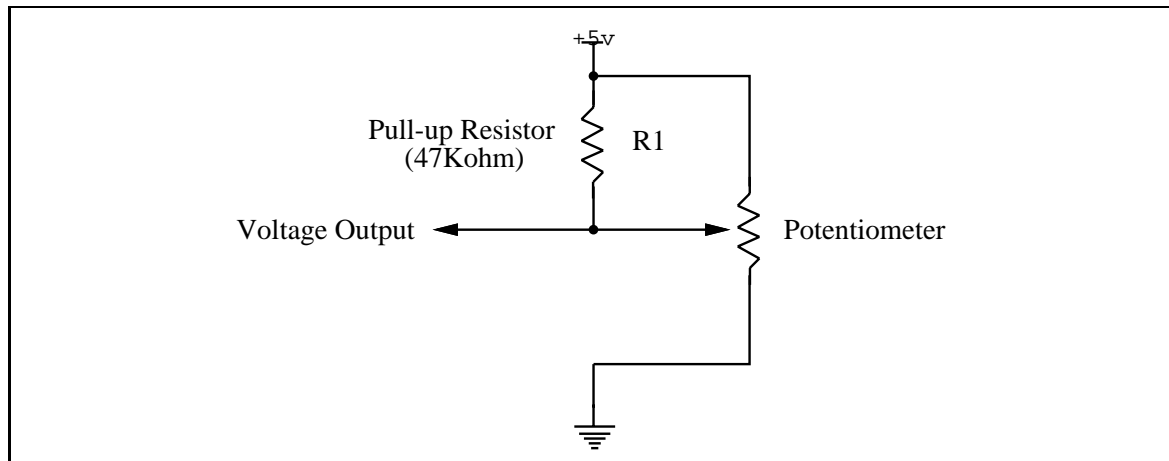 +5v
Pull-up Resistor
(47Kohm)
R1
Voltage Output
Potentiometer